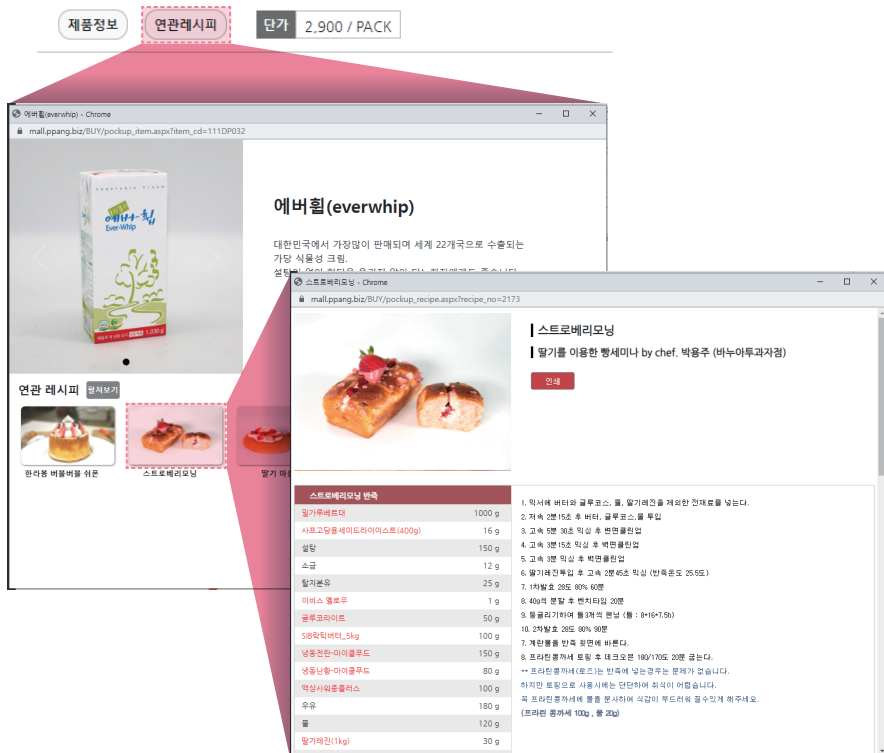 제품정보
연관레시피
단가 2,900 / PACK
에버휩(everwhip) - Chrome
mall.ppang.biz/BUY/pockup_item.aspx?item_cd=111DP032
에버-휩
Ever-Whip
1,030 g
에버휩(everwhip)
대한민국에서 가장많이 판매되며 세계 22개국으로 수출되는
가당 식물성 크림.
연관 레시피 펼쳐보기
한라봉 버블버블 쉬폰
스트로베리모닝
딸기 마
스트로베리모닝 - Chrome
mall.ppang.biz/BUY/pockup_recipe.aspx?recipe_no=2173
스트로베리모닝
딸기를 이용한 빵세미나 by chef. 박용주 (바누아투과자점)
인쇄
스트로베리모닝 반죽
밀가루베트대 1000 g
사프고당용세미드라이이스트(400g) 16 g
설탕 150 g
소금 12 g
탈지분유 25 g
이비스 옐로우 1 g
글루코라이트 50 g
SIB락틱버터_5kg 100 g
냉동전란-마이클푸드 150 g
냉동난황-마이클푸드 80 g
액상사워종플러스 100 g
우유 180 g
물 120 g
딸기레진(1kg) 30 g
1. 믹서에 버터와 글루코스, 물, 딸기레진을 제외한 전재료를 넣는다.
2. 저속 2분15초 후 버터, 글루코스,물 투입
3. 고속 5분 30초 믹싱 후 변면클린업
4. 고속 3분15초 믹싱 후 벽면클린업
5. 고속 3분 믹싱 후 벽면클린업
6. 딸기레진투입 후 고속 2분45초 믹싱 (반죽온도 25.5도)
7. 1차발효 28도 80% 60분
8. 40g씩 분할 후 벤치타임 20분
9. 둥글리기하여 틀3개씩 팬닝 (틀 : 8*16*7.5h)
10. 2차발효 28도 80% 90분
7. 계란물을 반죽 윗면에 바른다.
8. 프라린콩까세 토핑 후 데크오븐 180/170도 20분 굽는다.
** 프라린콩까세(로즈)는 반죽에 넣는경우는 문제가 없습니다.
하지만 토핑으로 사용시에는 단단하여 취식이 어렵습니다.
꼭 프라린콩까세에 물을 분사하여 식감이 부드러워 질수있게 해주세요.
(프라린 콩까세 100g , 물 20g)